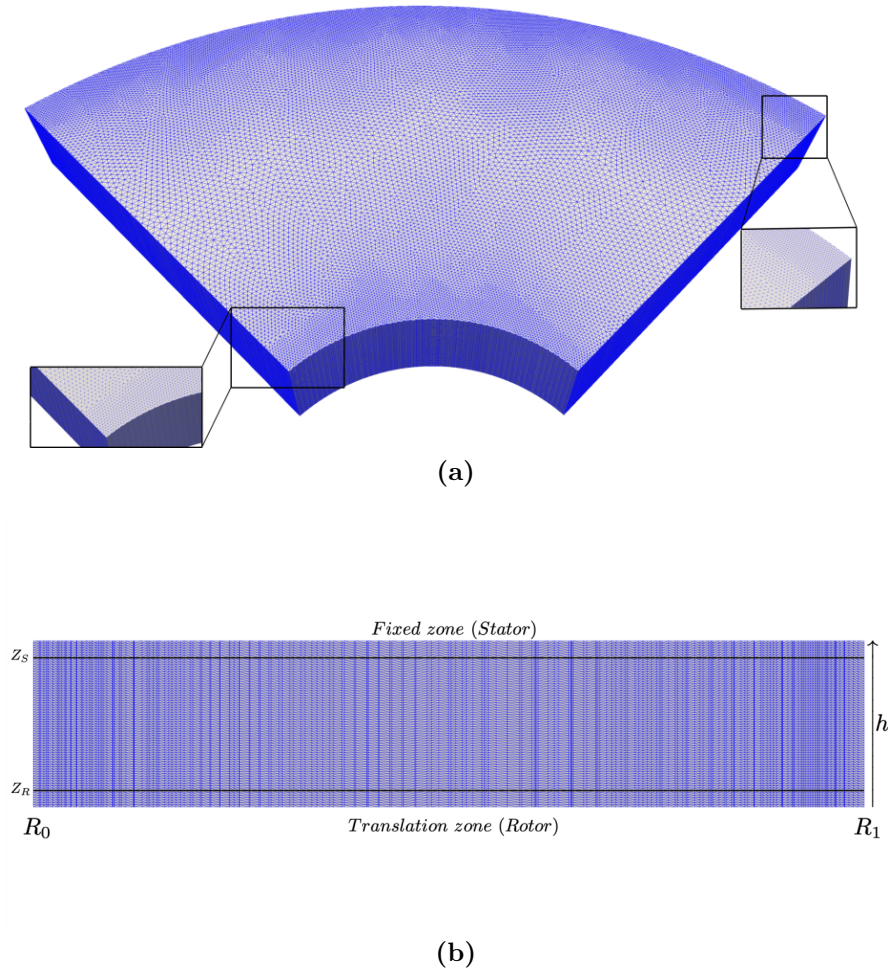 (a)
Fixed zone (Stator)
Z_S
h
Z_R
R_0
Translation zone (Rotor)
R_1
(b)